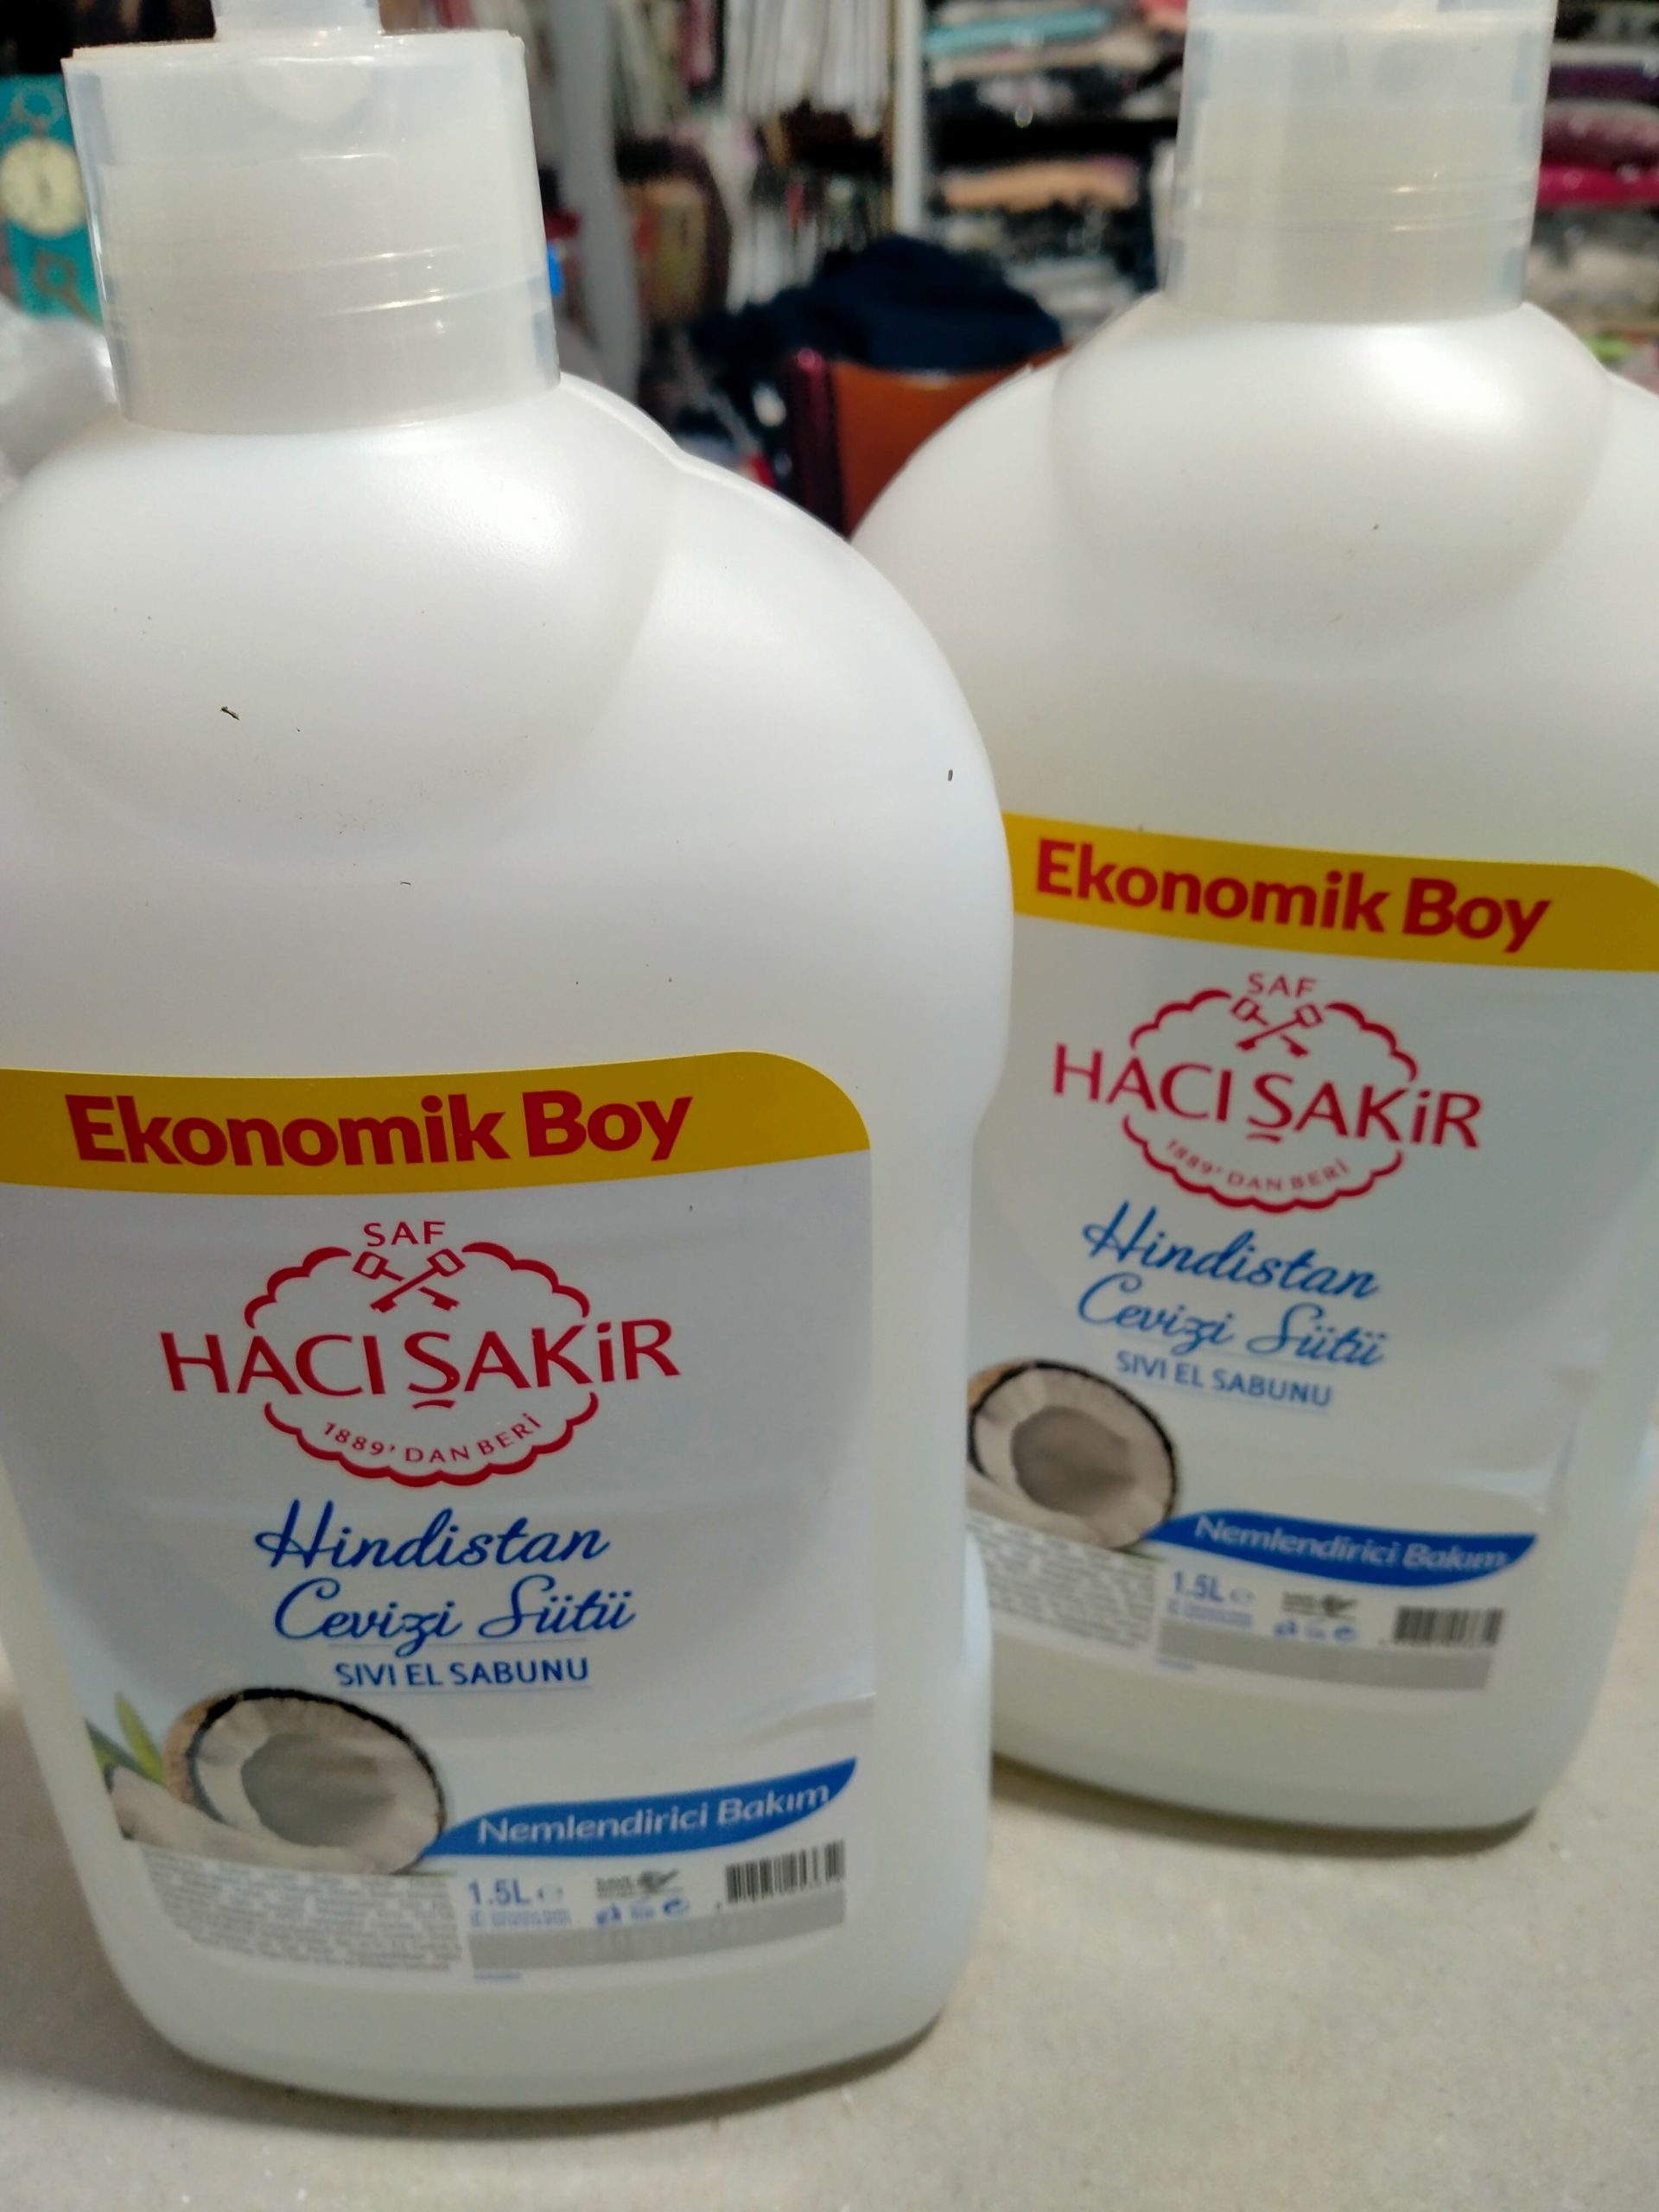 Ekonomik Boy
SAF
HACI ŞAKiR
1889' DAN BERİ
Hindistan
Cevizi Sütü
SIVI EL SABUNU
Nemlendirici Bakım
1.5L ℮
Ekonomik Boy
SAF
HACI ŞAKiR
1889' DAN BERİ
Hindistan
Cevizi Sütü
SIVI EL SABUNU
Nemlendirici Bakım
1.5L ℮